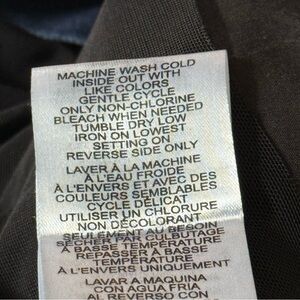 MACHINE WASH COLD
INSIDE OUT WITH
LIKE COLORS
GENTLE CYCLE
ONLY NON-CHLORINE
BLEACH WHEN NEEDED
TUMBLE DRY LOW
IRON ON LOWEST
SETTING ON
REVERSE SIDE ONLY
LAVER À LA MACHINE
À L'EAU FROIDE
À L'ENVERS ET AVEC DES
COULEURS SEMBLABLES
CYCLE DÉLICAT
UTILISER UN CHLORURE
NON DÉCOLORANT
SEULEMENT AU BESOIN
SÉCHER PAR CULBUTAGE
À BASSE TEMPÉRATURE
REPASSER À BASSE
TEMPÉRATURE
À L'ENVERS UNIQUEMENT
LAVAR A MAQUINA
CON AGUA FRIA
AL REVERSO CON